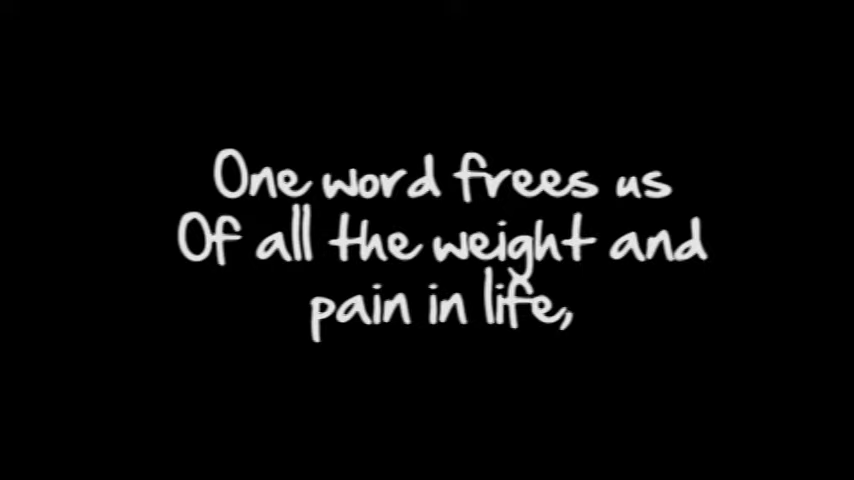 One word frees us
Of all the weight and
pain in life,